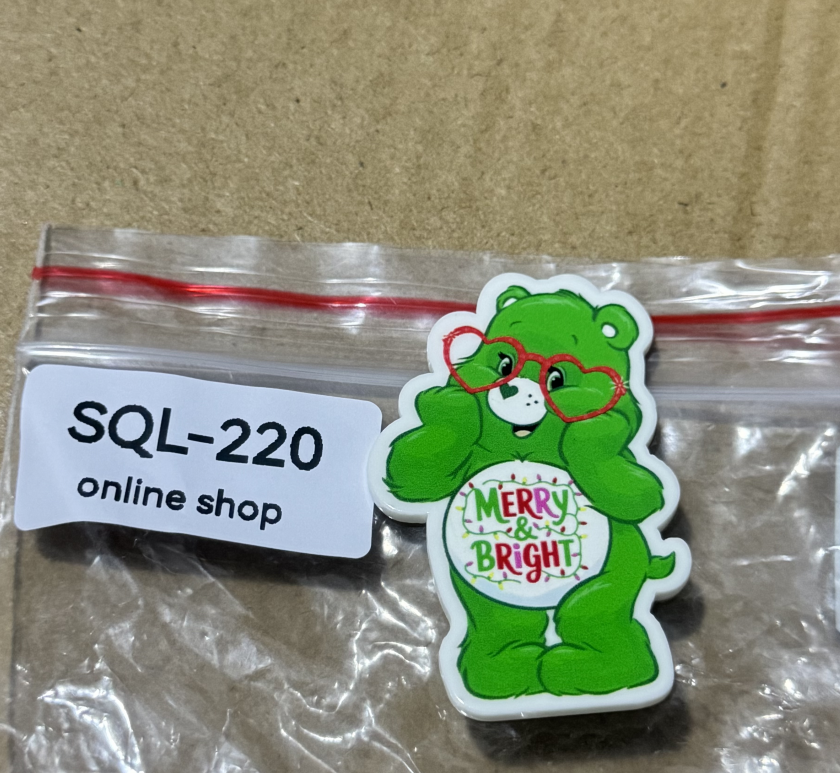 SQL-220
online shop
MERRY
&
BRiGHT